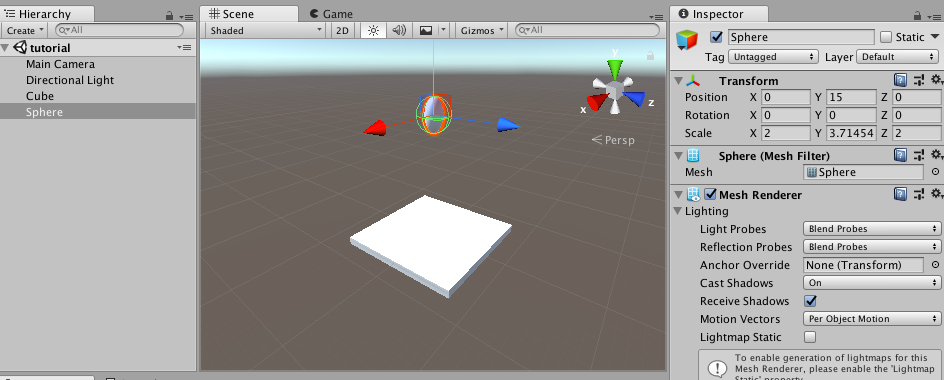 Hierarchy
Create
All
tutorial
Main Camera
Directional Light
Cube
Sphere
Scene
Game
Shaded
2D
Gizmos
All
y
x
z
Persp
Inspector
Sphere
Static
Tag Untagged Layer Default
Transform
Position X 0 Y 15 Z 0
Rotation X 0 Y 0 Z 0
Scale X 2 Y 3.71454 Z 2
Sphere (Mesh Filter)
Mesh Sphere
Mesh Renderer
Lighting
Light Probes Blend Probes
Reflection Probes Blend Probes
Anchor Override None (Transform)
Cast Shadows On
Receive Shadows
Motion Vectors Per Object Motion
Lightmap Static
To enable generation of lightmaps for this
Mesh Renderer, please enable the 'Lightmap
Static' property